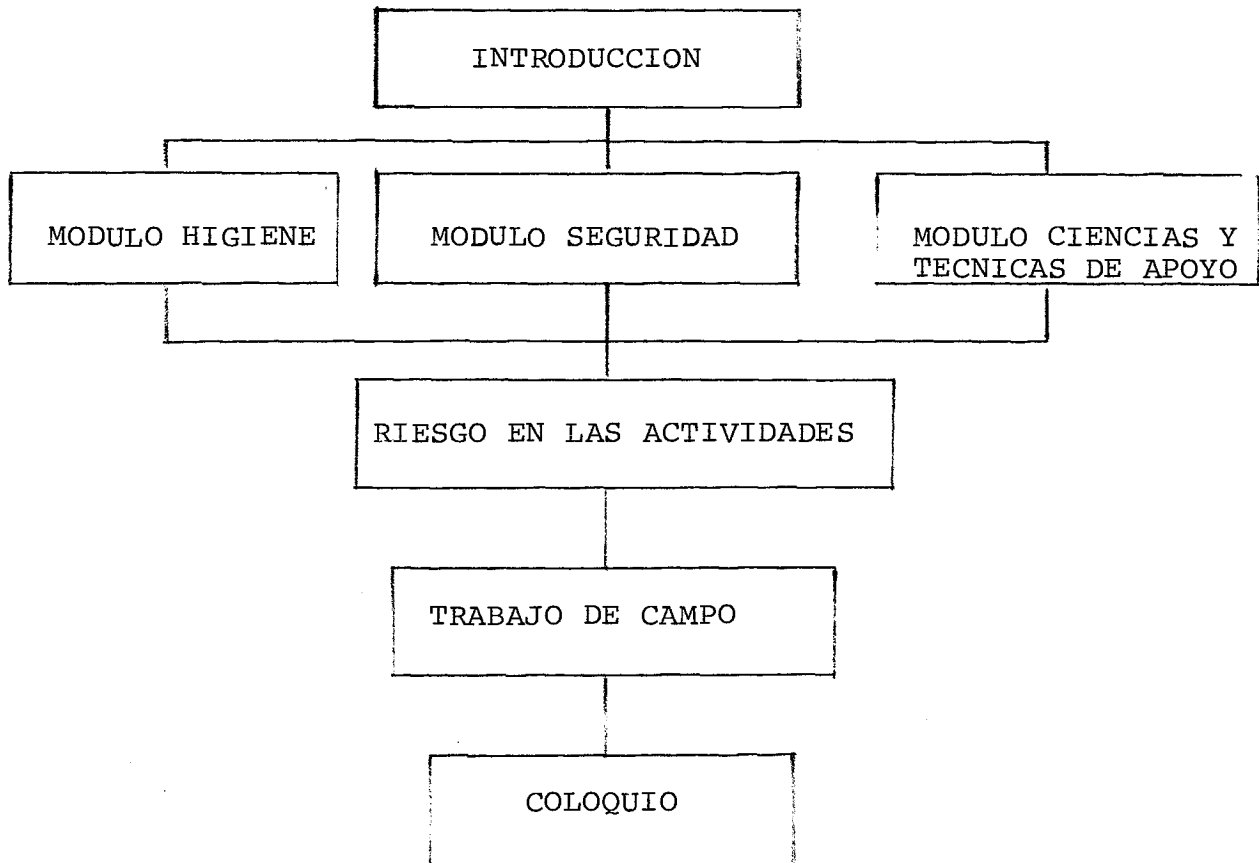 INTRODUCCION
MODULO HIGIENE
MODULO SEGURIDAD
MODULO CIENCIAS Y
TECNICAS DE APOYO
RIESGO EN LAS ACTIVIDADES
TRABAJO DE CAMPO
COLOQUIO